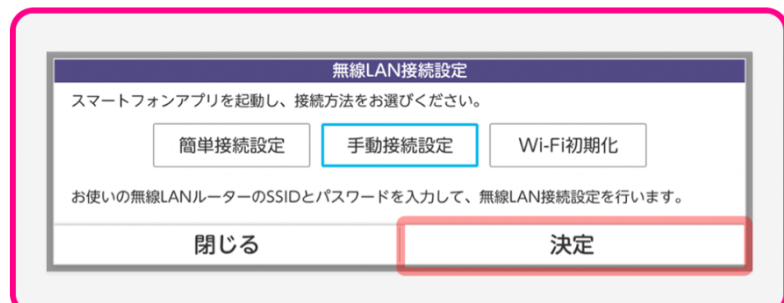 無線LAN接続設定
スマートフォンアプリを起動し、接続方法をお選びください。
簡単接続設定 手動接続設定 Wi-Fi初期化
お使いの無線LANルーターのSSIDとパスワードを入力して、無線LAN接続設定を行います。
閉じる 決定